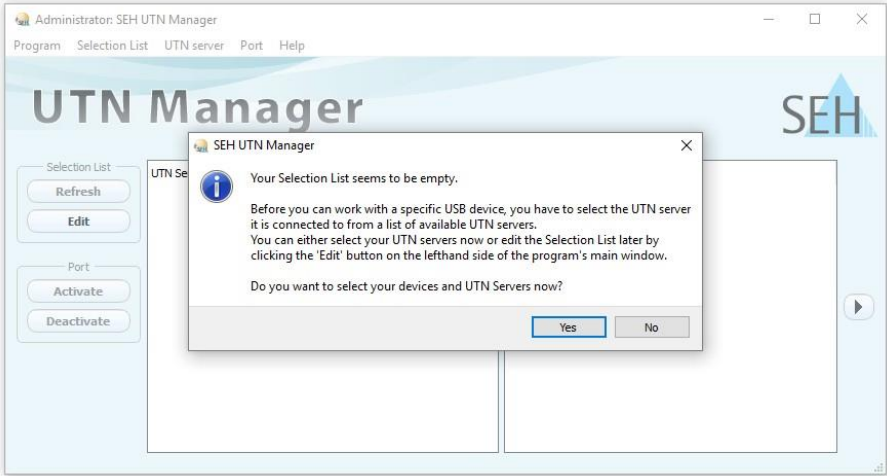 Administrator: SEH UTN Manager
Program Selection List UTN server Port Help
UTN Manager
SEH
SEH UTN Manager
Selection List
Refresh
Edit
Port
Activate
Deactivate
UTN Se
Your Selection List seems to be empty.
Before you can work with a specific USB device, you have to select the UTN server
it is connected to from a list of available UTN servers.
You can either select your UTN servers now or edit the Selection List later by
clicking the 'Edit' button on the lefthand side of the program's main window.
Do you want to select your devices and UTN Servers now?
Yes No